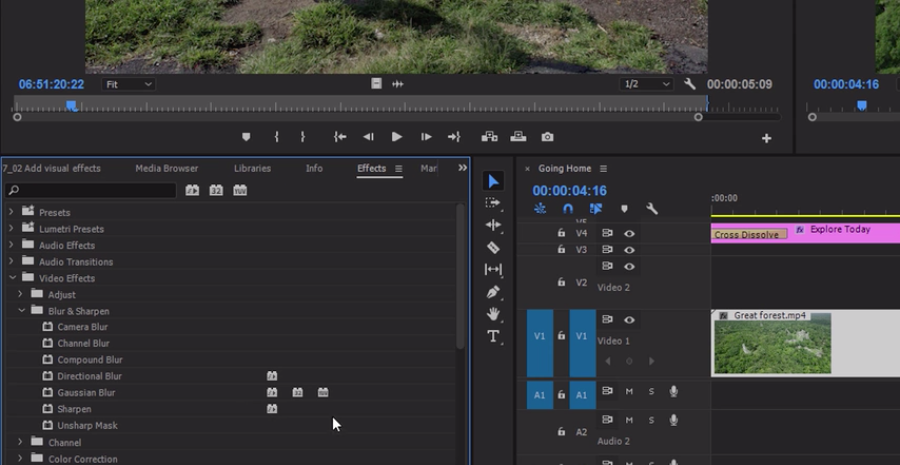 06:51:20:22 Fit 1/2 00:00:05:09 00:00:04:16
7_02 Add visual effects Media Browser Libraries Info Effects Mar
Presets
Lumetri Presets
Audio Effects
Audio Transitions
Video Effects
Adjust
Blur & Sharpen
Camera Blur
Channel Blur
Compound Blur
Directional Blur
Gaussian Blur
Sharpen
Unsharp Mask
Channel
Color Correction
32 YUV
T
× Going Home
00:00:04:16
:00:00
V4 Cross Dissolve fx Explore Today
V3
V2 Video 2
V1 V1 Video 1 fx Great forest.mp4
A1 A1 M S
A2 M S Audio 2